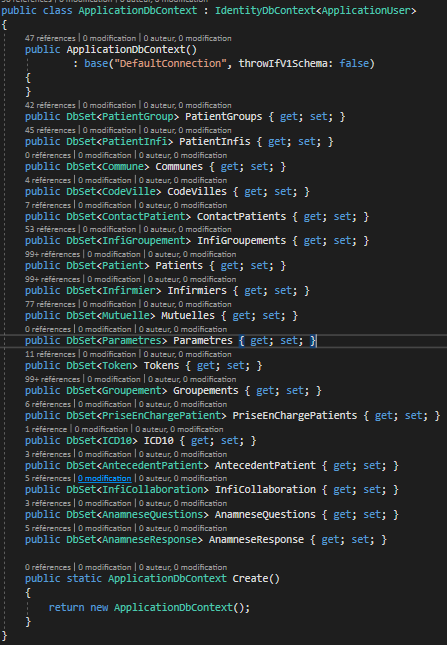 public class ApplicationDbContext : IdentityDbContext<ApplicationUser>
{
47 références | 0 modification | 0 auteur, 0 modification
public ApplicationDbContext()
: base("DefaultConnection", throwIfV1Schema: false)
{
}
42 références | 0 modification | 0 auteur, 0 modification
public DbSet<PatientGroup> PatientGroups { get; set; }
45 références | 0 modification | 0 auteur, 0 modification
public DbSet<PatientInfi> PatientInfis { get; set; }
0 références | 0 modification | 0 auteur, 0 modification
public DbSet<Commune> Communes { get; set; }
4 références | 0 modification | 0 auteur, 0 modification
public DbSet<CodeVille> CodeVilles { get; set; }
7 références | 0 modification | 0 auteur, 0 modification
public DbSet<ContactPatient> ContactPatients { get; set; }
53 références | 0 modification | 0 auteur, 0 modification
public DbSet<InfiGroupement> InfiGroupements { get; set; }
99+ références | 0 modification | 0 auteur, 0 modification
public DbSet<Patient> Patients { get; set; }
99+ références | 0 modification | 0 auteur, 0 modification
public DbSet<Infirmier> Infirmiers { get; set; }
77 références | 0 modification | 0 auteur, 0 modification
public DbSet<Mutuelle> Mutuelles { get; set; }
0 références | 0 modification | 0 auteur, 0 modification
public DbSet<Parametres> Parametres { get; set; }
11 références | 0 modification | 0 auteur, 0 modification
public DbSet<Token> Tokens { get; set; }
99+ références | 0 modification | 0 auteur, 0 modification
public DbSet<Groupement> Groupements { get; set; }
6 références | 0 modification | 0 auteur, 0 modification
public DbSet<PriseEnChargePatient> PriseEnChargePatients { get; set; }
1 référence | 0 modification | 0 auteur, 0 modification
public DbSet<ICD10> ICD10 { get; set; }
3 références | 0 modification | 0 auteur, 0 modification
public DbSet<AntecedentPatient> AntecedentPatient { get; set; }
5 références | 0 modification | 0 auteur, 0 modification
public DbSet<InfiCollaboration> InfiCollaboration { get; set; }
3 références | 0 modification | 0 auteur, 0 modification
public DbSet<AnamneseQuestions> AnamneseQuestions { get; set; }
5 références | 0 modification | 0 auteur, 0 modification
public DbSet<AnamneseResponse> AnamneseResponse { get; set; }
0 références | 0 modification | 0 auteur, 0 modification
public static ApplicationDbContext Create()
{
return new ApplicationDbContext();
}
}